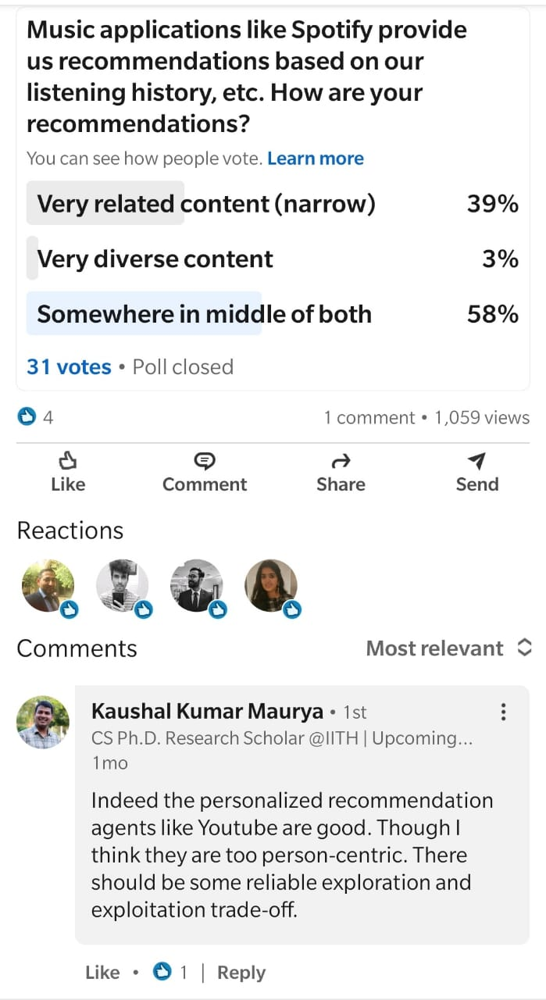 Music applications like Spotify provide
us recommendations based on our
listening history, etc. How are your
recommendations?
You can see how people vote. Learn more
Very related content (narrow) 39%
Very diverse content 3%
Somewhere in middle of both 58%
31 votes • Poll closed
4 1 comment • 1,059 views
Like Comment Share Send
Reactions
Comments Most relevant
Kaushal Kumar Maurya • 1st
CS Ph.D. Research Scholar @IITH | Upcoming...
1mo
Indeed the personalized recommendation
agents like Youtube are good. Though I
think they are too person-centric. There
should be some reliable exploration and
exploitation trade-off.
Like • 1 | Reply